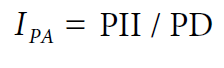 I_PA = PII / PD